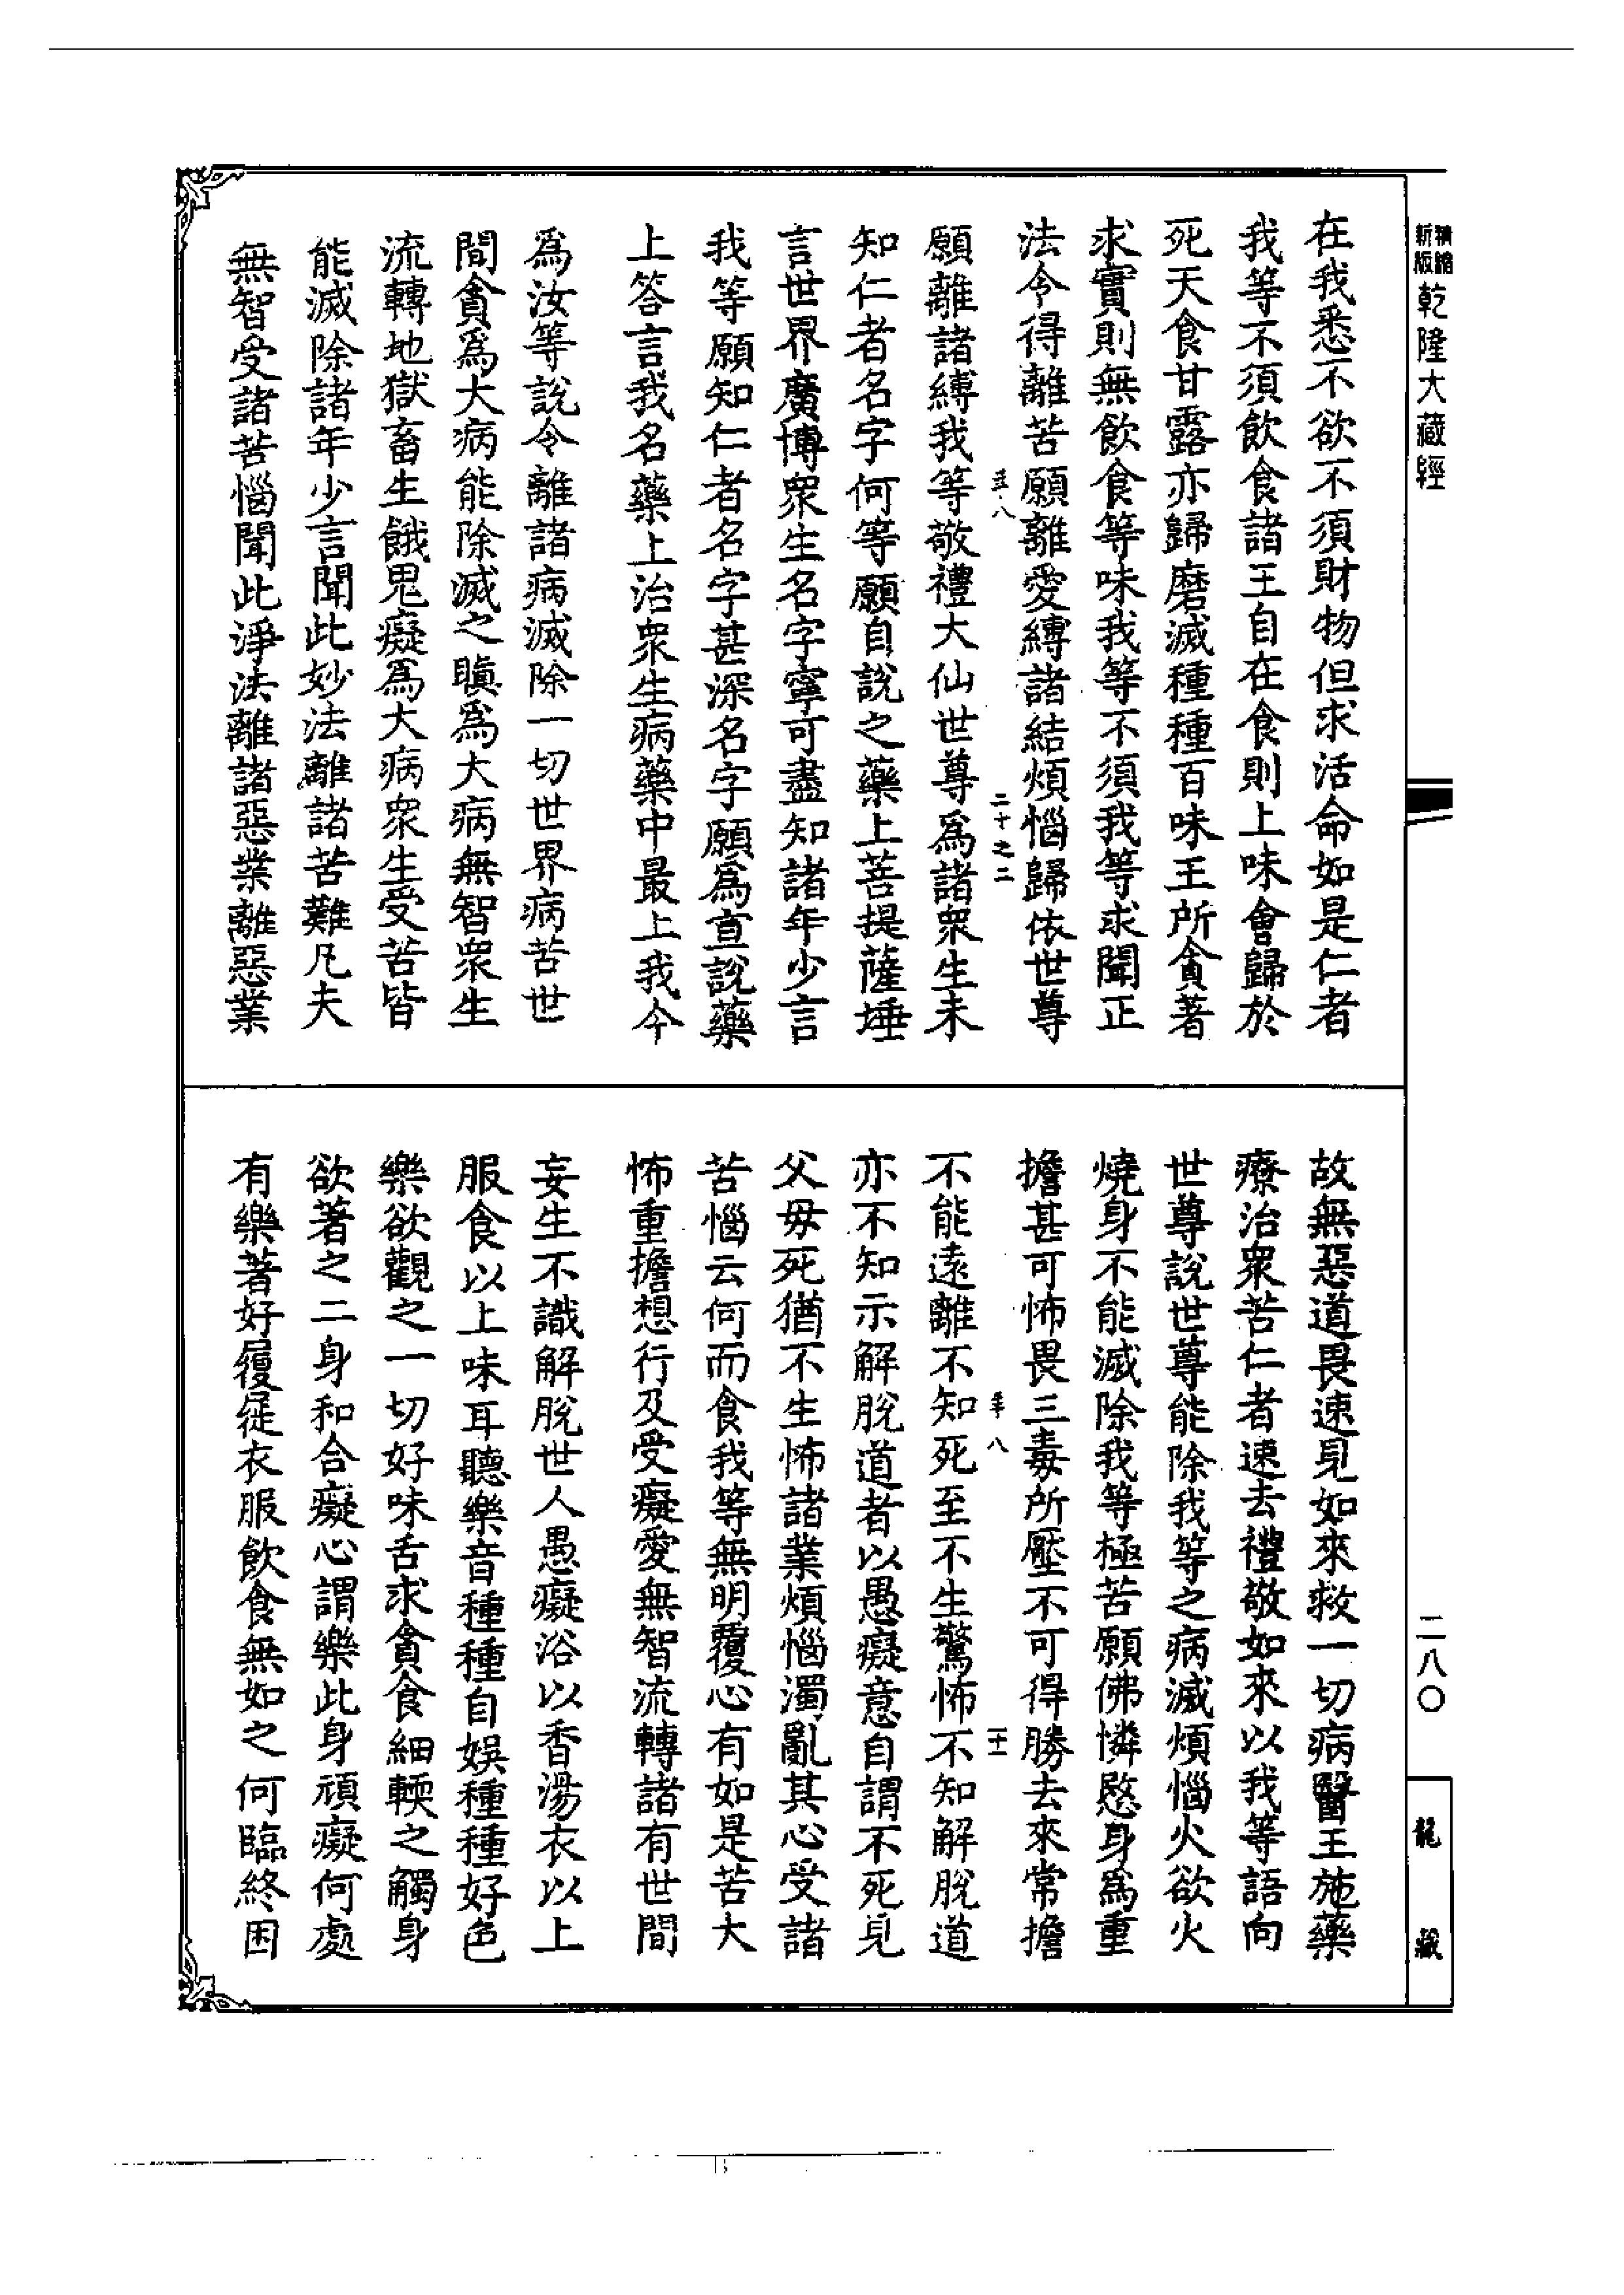 新版精縮
乾隆大藏經
二八〇
龍藏
在我悉不欲不須財物但求活命如是仁者
我等不須飲食諸王自在食則上味會歸於
死天食甘露亦歸磨滅種種百味王所貪著
求實則無飲食等味我等不須我等求聞正
法令得離苦願離愛縛諸結煩惱歸依世尊
八 二十之二
願離諸縛我等敬禮大仙世尊為諸衆生未
知仁者名字何等願自說之藥上菩提薩埵
言世界廣博衆生名字寧可盡知諸年少言
我等願知仁者名字甚深名字願為宣說藥
上答言我名藥上治衆生病藥中最上我今
為汝等說令離諸病滅除一切世界病苦世
間貪為大病能除滅之瞋為大病無智衆生
流轉地獄畜生餓鬼癡為大病衆生受苦皆
能滅除諸年少言聞此妙法離諸苦難凡夫
無智受諸苦惱聞此淨法離諸惡業離惡業
故無惡道畏速見如來救一切病醫王施藥
療治衆苦仁者速去禮敬如來以我等語向
世尊說世尊能除我等之病滅煩惱火欲火
燒身不能滅除我等極苦願佛憐愍身為重
擔甚可怖畏三毒所壓不可得勝去來常擔
八
不能遠離不知死至不生驚怖不知解脫道
亦不知示解脫道者以愚癡意自謂不死見
父母死猶不生怖諸業煩惱濁亂其心受諸
苦惱云何而食我等無明覆心有如是苦大
怖重擔想行及受癡愛無智流轉諸有世間
妄生不識解脫世人愚癡浴以香湯衣以上
服食以上味耳聽樂音種種自娛種種好色
樂欲觀之一切好味舌求貪食細輭之觸身
欲著之二身和合癡心謂樂此身頑癡何處
有樂著好履屣衣服飲食無如之何臨終困